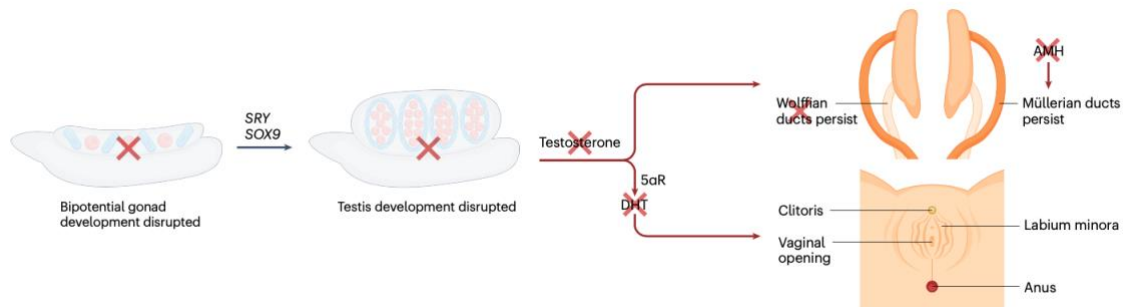 SRY
SOX9
Bipotential gonad
development disrupted
Testis development disrupted
Testosterone
5αR
DHT
Wolffian
ducts persist
AMH
Müllerian ducts
persist
Clitoris
Vaginal
opening
Labium minora
Anus